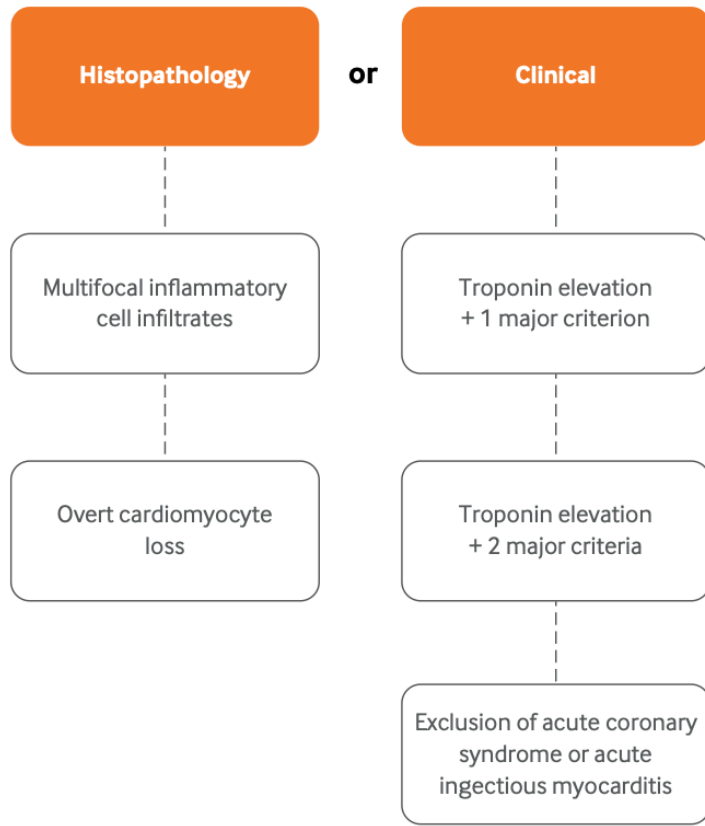 Histopathology
or
Clinical
Multifocal inflammatory
cell infiltrates
Troponin elevation
+ 1 major criterion
Overt cardiomyocyte
loss
Troponin elevation
+ 2 major criteria
Exclusion of acute coronary
syndrome or acute
ingectious myocarditis